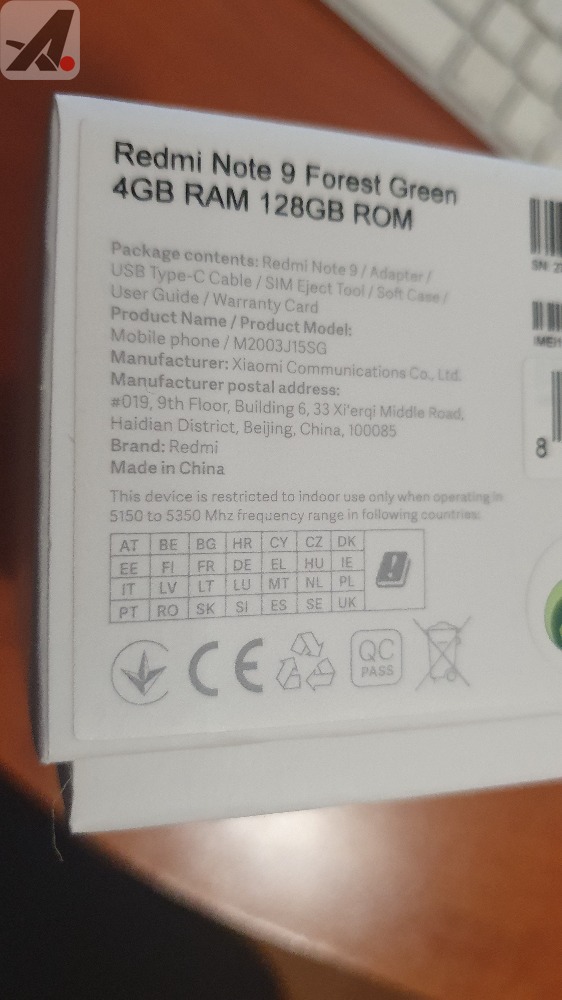 Redmi Note 9 Forest Green
4GB RAM 128GB ROM
Package contents: Redmi Note 9 / Adapter /
USB Type-C Cable / SIM Eject Tool / Soft Case /
User Guide / Warranty Card
Product Name / Product Model:
Mobile phone / M2003J15SG
Manufacturer: Xiaomi Communications Co., Ltd.
Manufacturer postal address:
#019, 9th Floor, Building 6, 33 Xi'erqi Middle Road,
Haidian District, Beijing, China, 100085
Brand: Redmi
Made in China
This device is restricted to indoor use only when operating in
5150 to 5350 Mhz frequency range in following countries:
AT BE BG HR CY CZ DK
EE FI FR DE EL HU IE
IT LV LT LU MT NL PL
PT RO SK SI ES SE UK
CE
QC
PASS
SN:
8